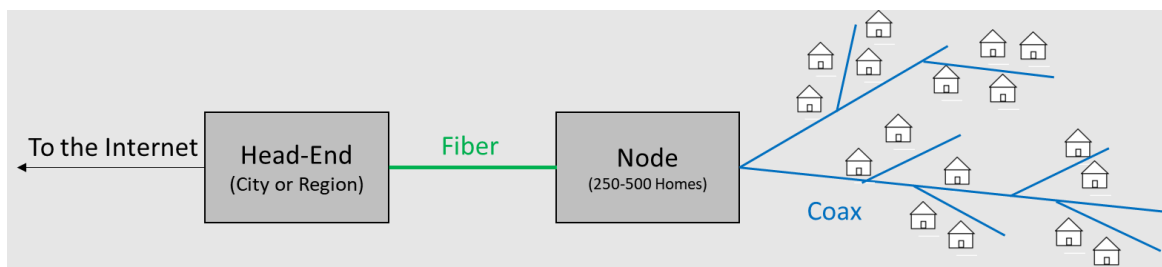 To the Internet
Head-End
(City or Region)
Fiber
Node
(250-500 Homes)
Coax